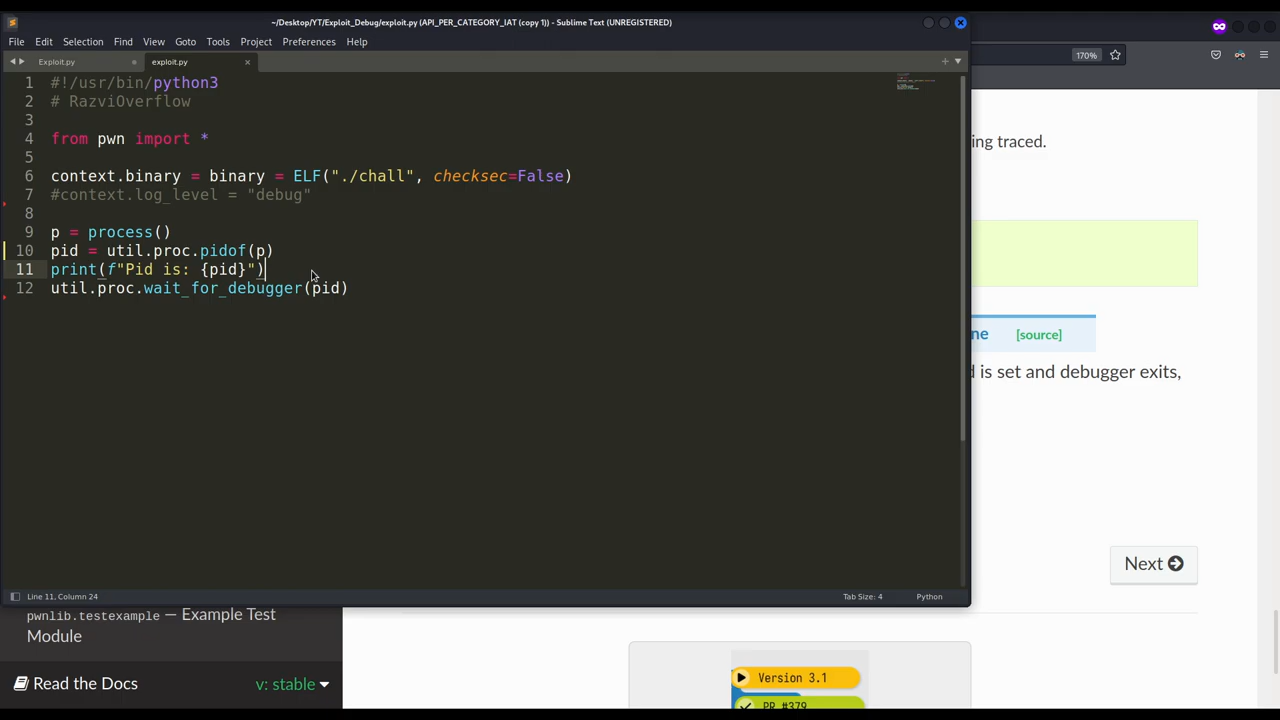 ~/Desktop/YT/Exploit_Debug/exploit.py (API_PER_CATEGORY_IAT (copy 1)) - Sublime Text (UNREGISTERED)
File Edit Selection Find View Goto Tools Project Preferences Help
170%
Exploit.py exploit.py
1 #!/usr/bin/python3
2 # RazviOverflow
3
4 from pwn import *
5
6 context.binary = binary = ELF("./chall", checksec=False)
7 #context.log_level = "debug"
8
9 p = process()
10 pid = util.proc.pidof(p)
11 print(f"Pid is: {pid}")
12 util.proc.wait_for_debugger(pid)
Line 11, Column 24
Tab Size: 4
Python
ing traced.
ne [source]
d is set and debugger exits,
Next
pwnlib.testexample — Example Test
Module
Read the Docs
v: stable
Version 3.1
PR #379